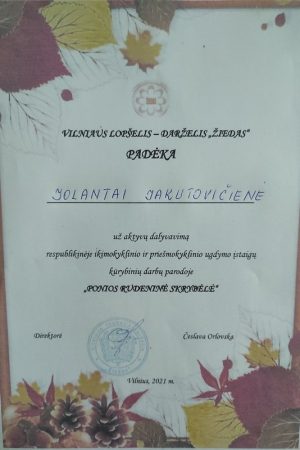 VILNIAUS LOPŠELIS – DARŽELIS „ŽIEDAS“
PADĖKA
JOLANTAI JAKUTOVIČIENĖ
už aktyvų dalyvavimą
respublikinėje ikimokyklinio ir priešmokyklinio ugdymo įstaigų
kūrybinių darbų parodoje
„PONIOS RUDENINĖ SKRYBĖLĖ“
Direktorė
Česlava Orlovska
Vilnius, 2021 m.